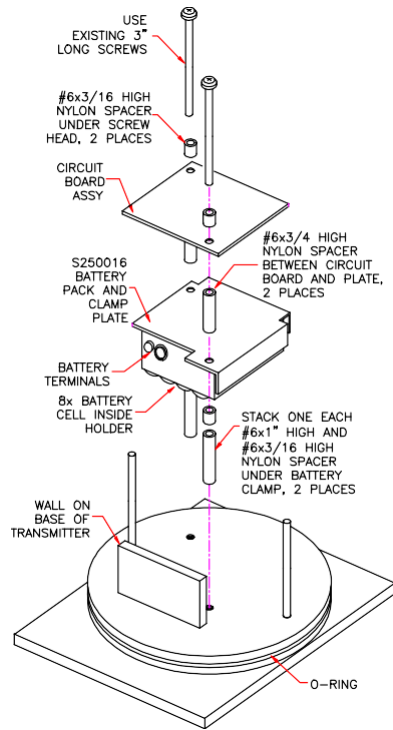 USE
EXISTING 3"
LONG SCREWS
#6x3/16 HIGH
NYLON SPACER
UNDER SCREW
HEAD, 2 PLACES
CIRCUIT
BOARD
ASSY
#6x3/4 HIGH
NYLON SPACER
BETWEEN CIRCUIT
BOARD AND PLATE,
2 PLACES
S250016
BATTERY
PACK AND
CLAMP
PLATE
BATTERY
TERMINALS
8x BATTERY
CELL INSIDE
HOLDER
STACK ONE EACH
#6x1" HIGH AND
#6x3/16 HIGH
NYLON SPACER
UNDER BATTERY
CLAMP, 2 PLACES
WALL ON
BASE OF
TRANSMITTER
O-RING